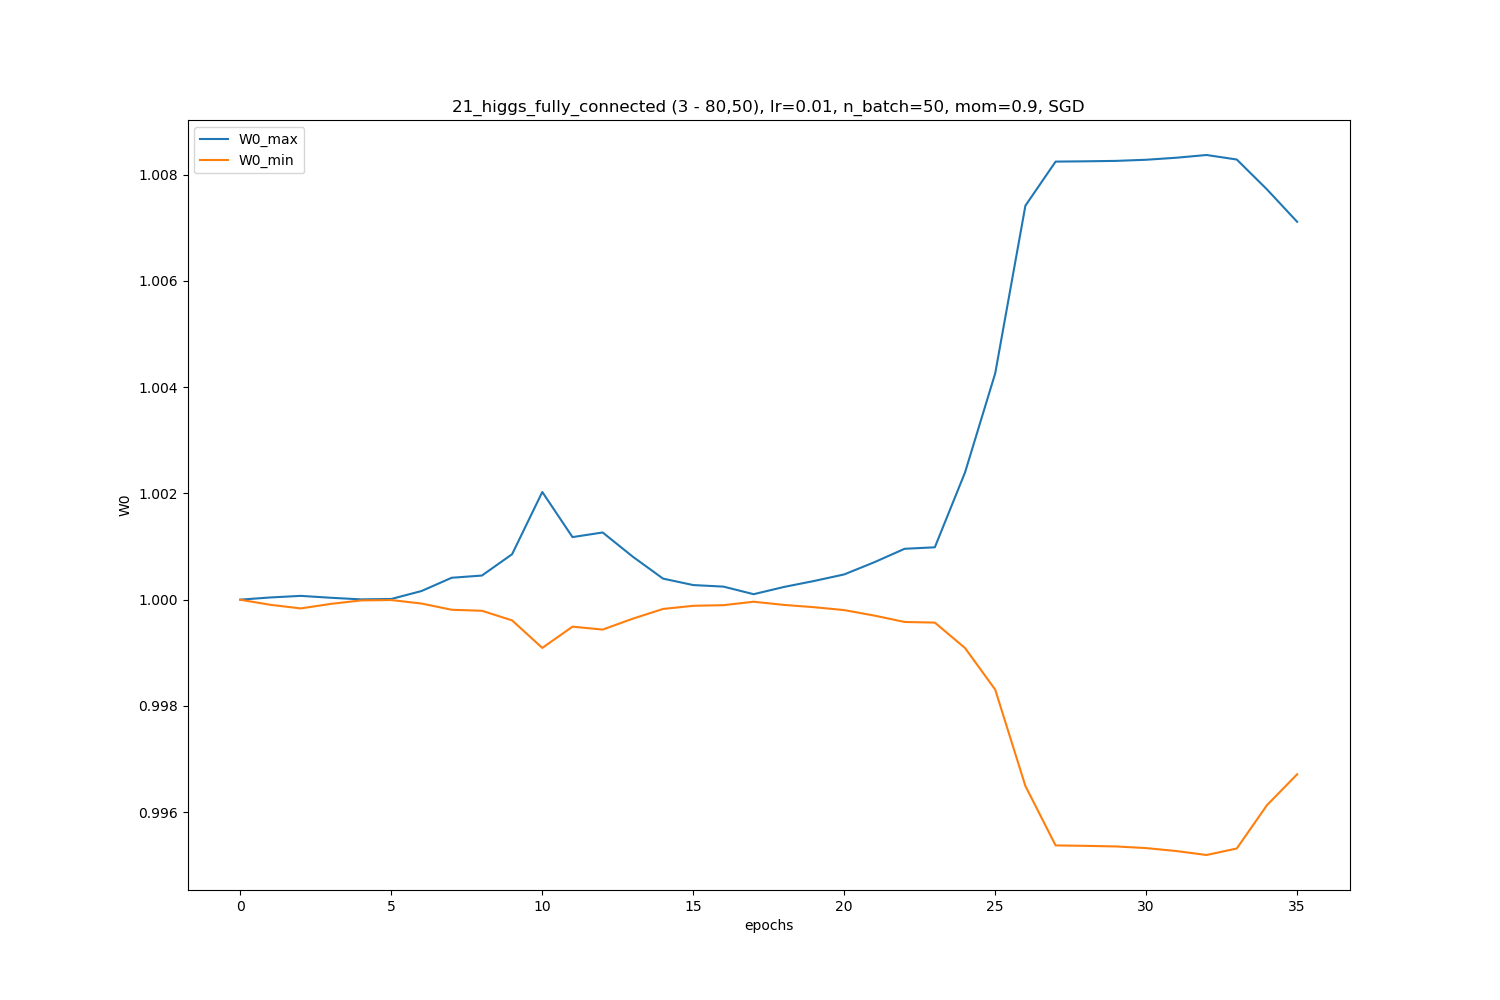 21_higgs_fully_connected (3 - 80,50), lr=0.01, n_batch=50, mom=0.9, SGD
W0_max
W0_min
1.008
1.006
1.004
1.002
1.000
0.998
0.996
W0
0 5 10 15 20 25 30 35
epochs